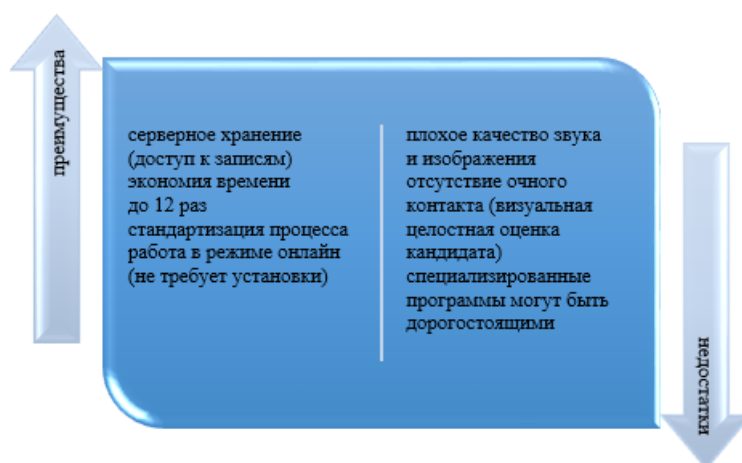 преимущества
серверное хранение
(доступ к записям)
экономия времени
до 12 раз
стандартизация процесса
работа в режиме онлайн
(не требует установки)
плохое качество звука
и изображения
отсутствие очного
контакта (визуальная
целостная оценка
кандидата)
специализированные
программы могут быть
дорогостоящими
недостатки